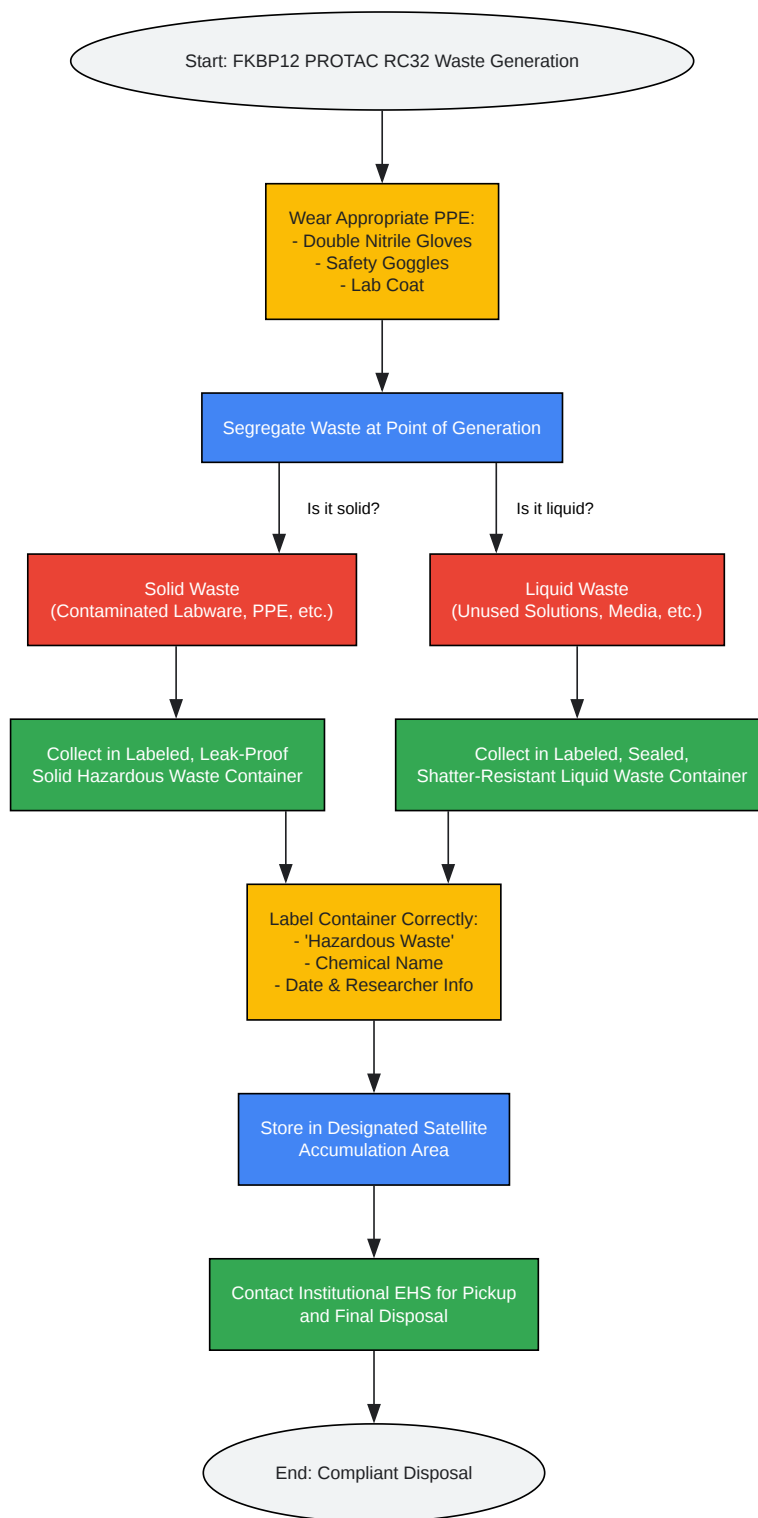 Start: FKBP12 PROTAC RC32 Waste Generation
Wear Appropriate PPE:
- Double Nitrile Gloves
- Safety Goggles
- Lab Coat
Segregate Waste at Point of Generation
Is it solid?
Is it liquid?
Solid Waste
(Contaminated Labware, PPE, etc.)
Liquid Waste
(Unused Solutions, Media, etc.)
Collect in Labeled, Leak-Proof
Solid Hazardous Waste Container
Collect in Labeled, Sealed,
Shatter-Resistant Liquid Waste Container
Label Container Correctly:
- 'Hazardous Waste'
- Chemical Name
- Date & Researcher Info
Store in Designated Satellite
Accumulation Area
Contact Institutional EHS for Pickup
and Final Disposal
End: Compliant Disposal